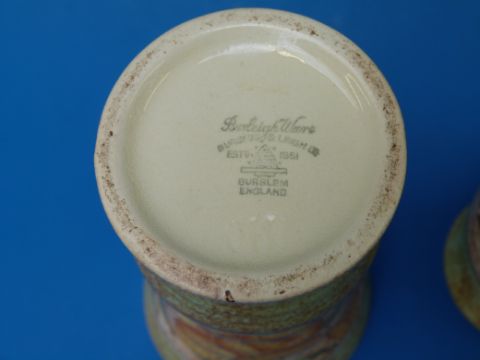 Burleigh Ware
BURGESS & LEIGH LTD
ESTD 1851
BURSLEM
ENGLAND